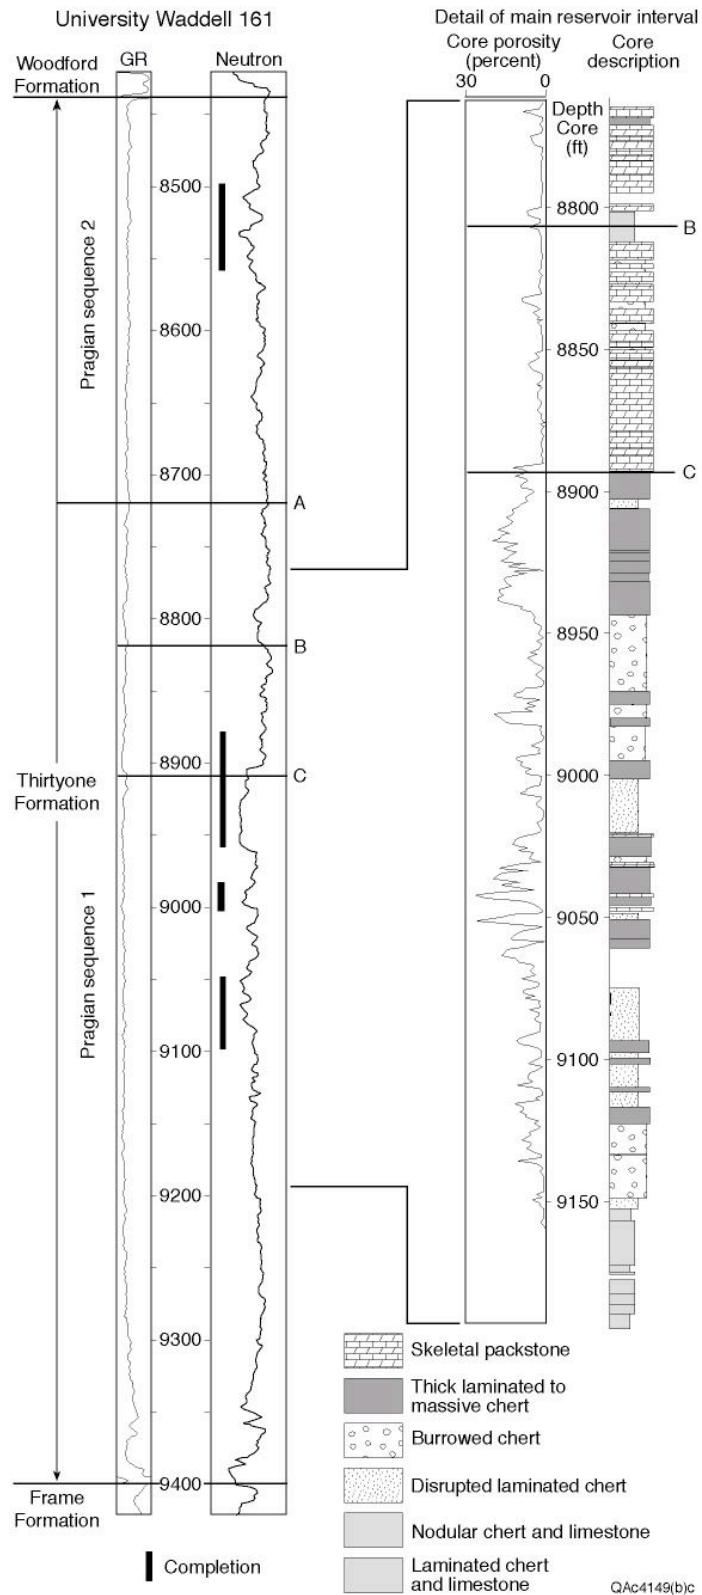 University Waddell 161
Detail of main reservoir interval
GR
Neutron
Core porosity
(percent)
30
0
Core
description
Woodford
Formation
Depth
Core
(ft)
8500
8600
8700
8800
8900
9000
9100
9200
9300
9400
Pragian sequence 2
Thirtyone
Formation
Pragian sequence 1
Frame
Formation
A
B
C
8800
8850
8900
8950
9000
9050
9100
9150
B
C
Skeletal packstone
Thick laminated to
massive chert
Burrowed chert
Disrupted laminated chert
Nodular chert and limestone
Laminated chert
and limestone
Completion
QAc4149(b)c